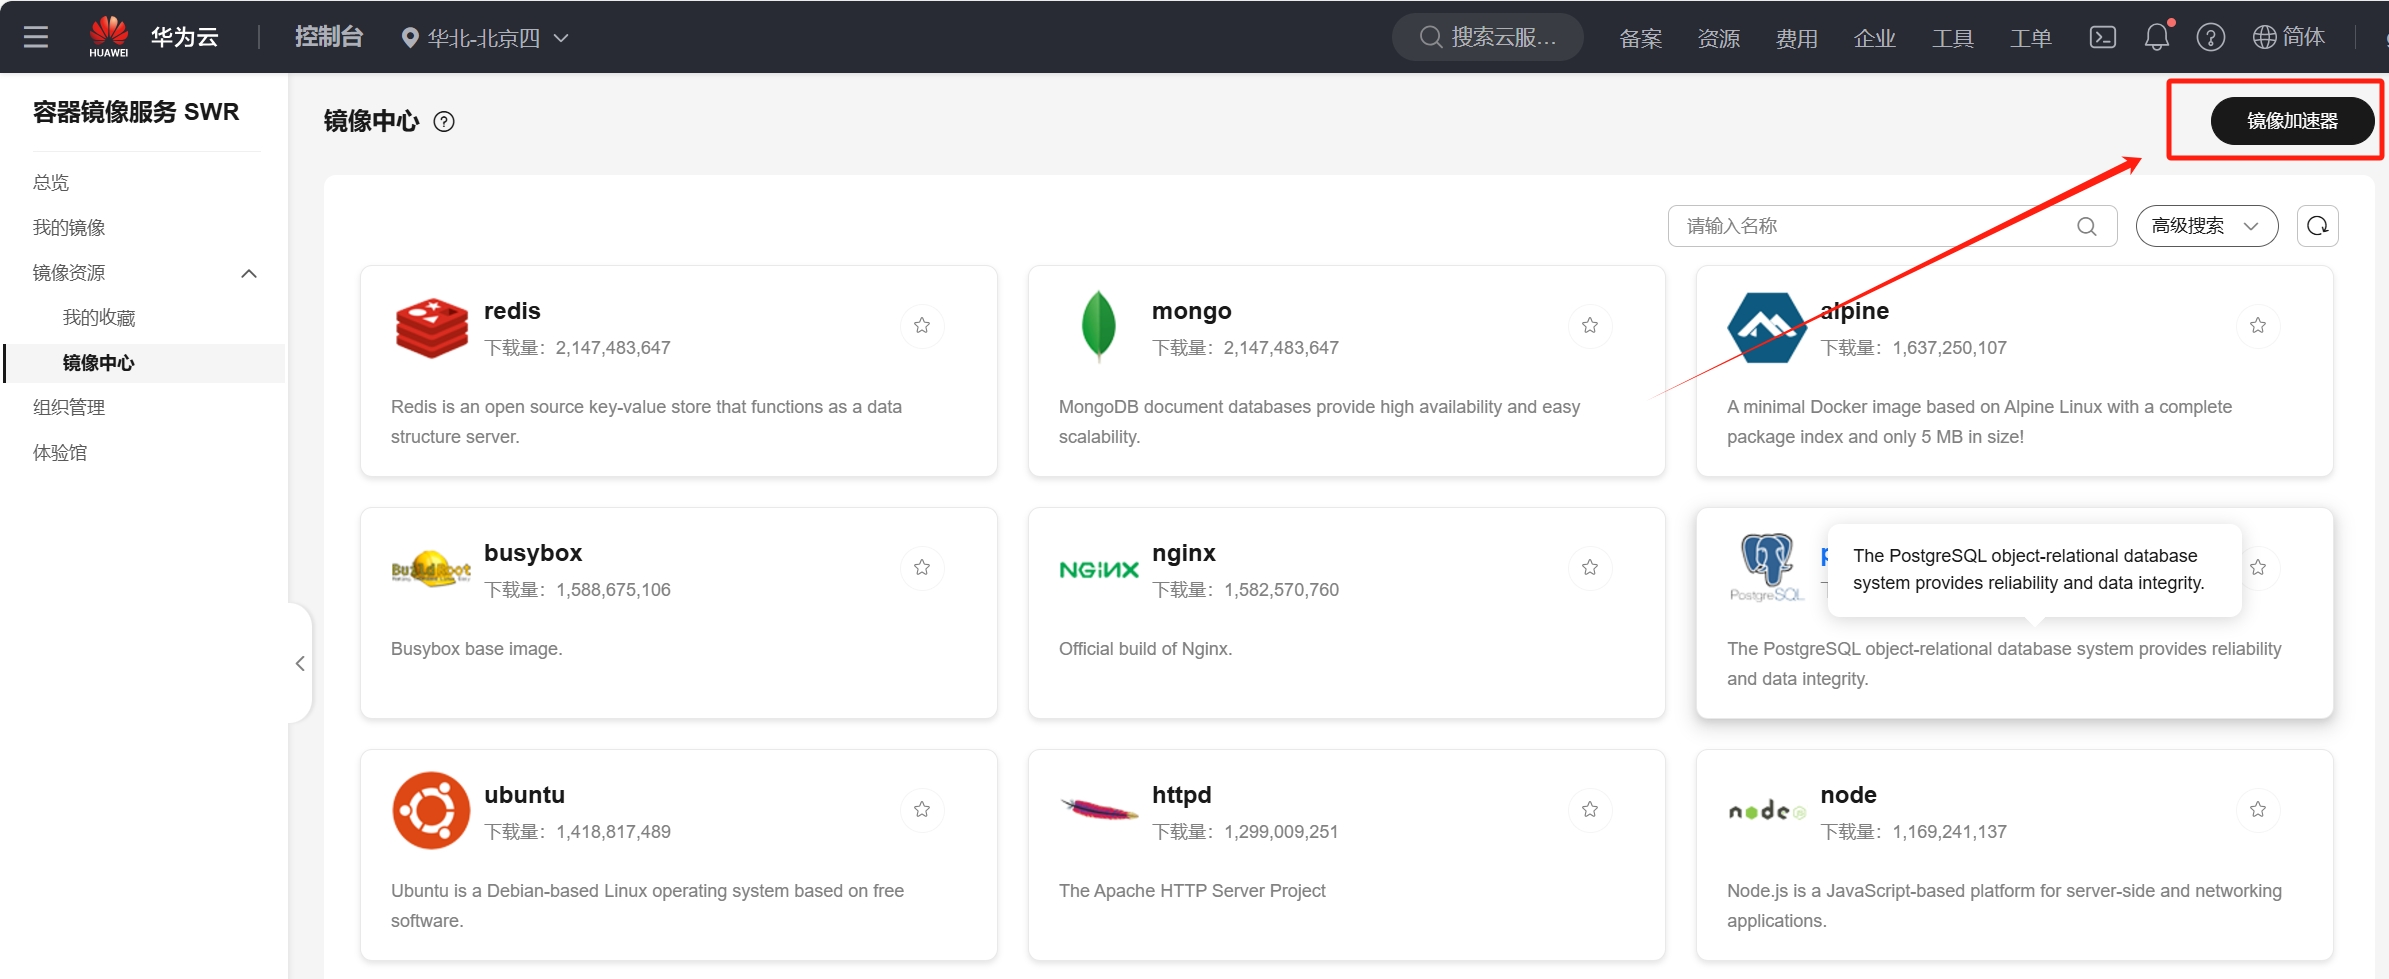 HUAWEI
华为云
控制台
华北-北京四
搜索云服...
备案
资源
费用
企业
工具
工单
简体
容器镜像服务 SWR
总览
我的镜像
镜像资源
我的收藏
镜像中心
组织管理
体验馆
镜像中心
镜像加速器
请输入名称
高级搜索
redis
下载量：2,147,483,647
Redis is an open source key-value store that functions as a data
structure server.
mongo
下载量：2,147,483,647
MongoDB document databases provide high availability and easy
scalability.
alpine
下载量：1,637,250,107
A minimal Docker image based on Alpine Linux with a complete
package index and only 5 MB in size!
busybox
下载量：1,588,675,106
Busybox base image.
NGiNX
nginx
下载量：1,582,570,760
Official build of Nginx.
PostgreSQL
The PostgreSQL object-relational database
system provides reliability and data integrity.
The PostgreSQL object-relational database system provides reliability
and data integrity.
ubuntu
下载量：1,418,817,489
Ubuntu is a Debian-based Linux operating system based on free
software.
httpd
下载量：1,299,009,251
The Apache HTTP Server Project
node
node
下载量：1,169,241,137
Node.js is a JavaScript-based platform for server-side and networking
applications.